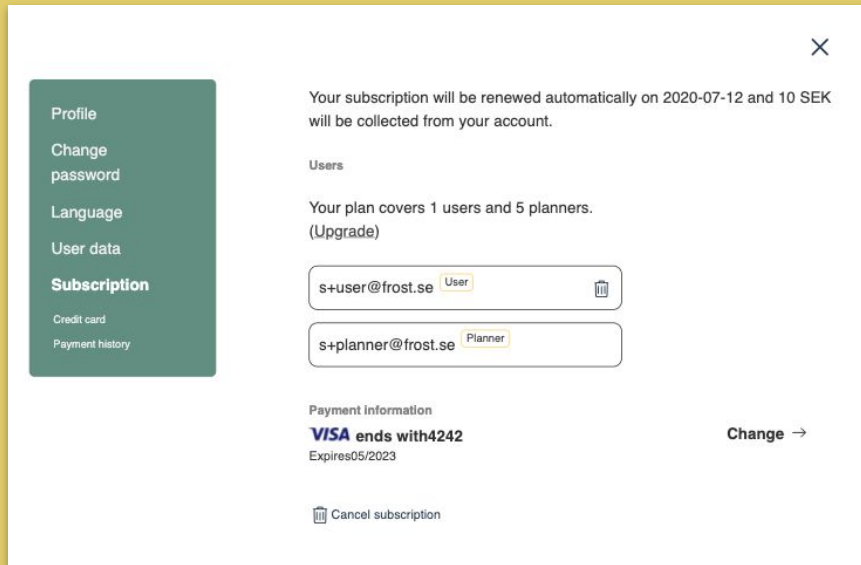 Profile
Change
password
Language
User data
Subscription
Credit card
Payment history
Your subscription will be renewed automatically on 2020-07-12 and 10 SEK
will be collected from your account.
Users
Your plan covers 1 users and 5 planners.
(Upgrade)
s+user@frost.se User
s+planner@frost.se Planner
Payment information
VISA ends with4242
Change →
Expires05/2023
Cancel subscription